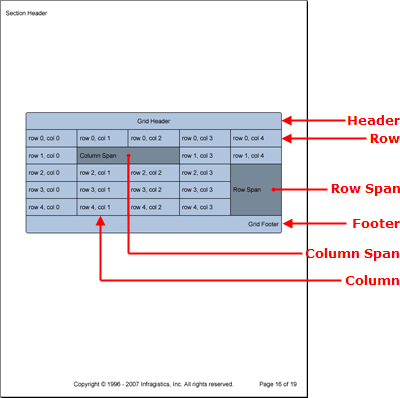 Section Header
Grid Header
Header
row 0, col 0 row 0, col 1 row 0, col 2 row 0, col 3 row 0, col 4
Row
row 1, col 0 Column Span row 1, col 3 row 1, col 4
row 2, col 0 row 2, col 1 row 2, col 2 row 2, col 3
row 3, col 0 row 3, col 1 row 3, col 2 row 3, col 3 Row Span
Row Span
row 4, col 0 row 4, col 1 row 4, col 2 row 4, col 3
Grid Footer
Footer
Column Span
Column
Copyright © 1996 - 2007 Infragistics, Inc. All rights reserved. Page 16 of 19